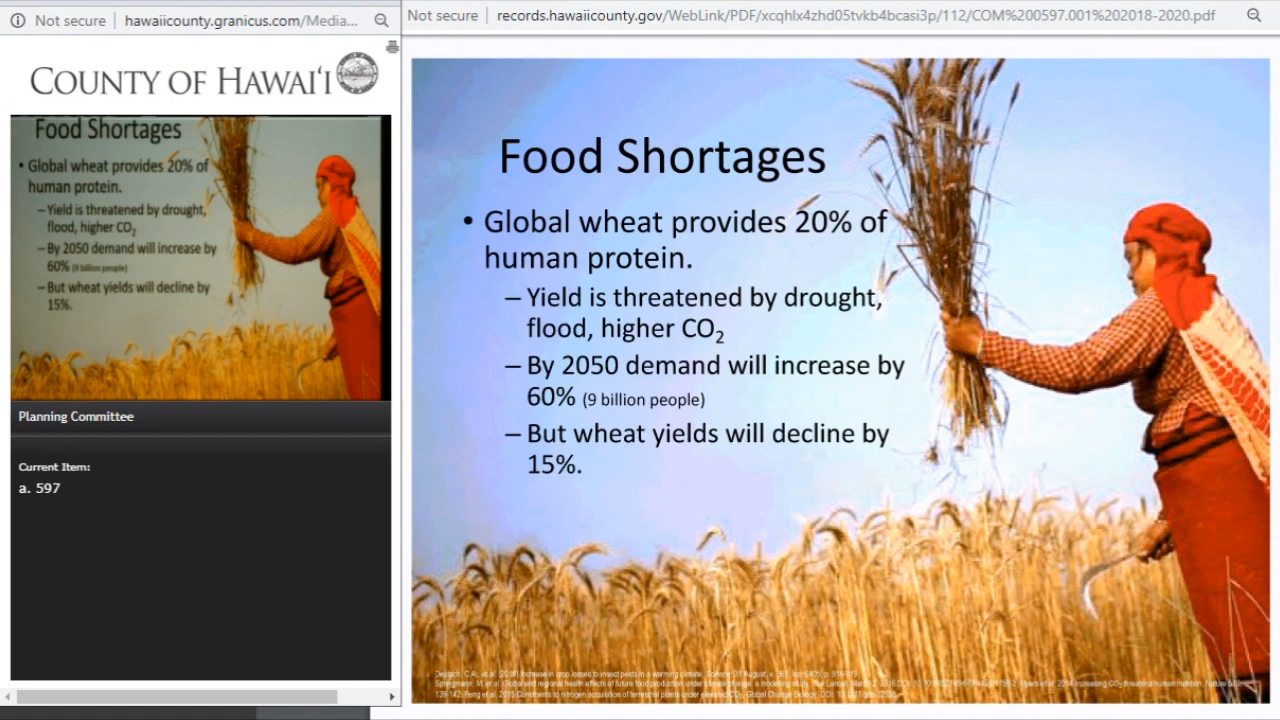 Not secure | hawaiicounty.granicus.com/Media...
Not secure | records.hawaiicounty.gov/WebLink/PDF/xcqhlx4zhd05tvkb4bcasi3p/112/COM%200597.001%202018-2020.pdf
COUNTY OF HAWAI‘I
Food Shortages
• Global wheat provides 20% of
human protein.
– Yield is threatened by drought,
flood, higher CO2
– By 2050 demand will increase by
60% (9 billion people)
– But wheat yields will decline by
15%.
Planning Committee
Current Item:
a. 597
Food Shortages
• Global wheat provides 20% of
human protein.
– Yield is threatened by drought,
flood, higher CO2
– By 2050 demand will increase by
60% (9 billion people)
– But wheat yields will decline by
15%.